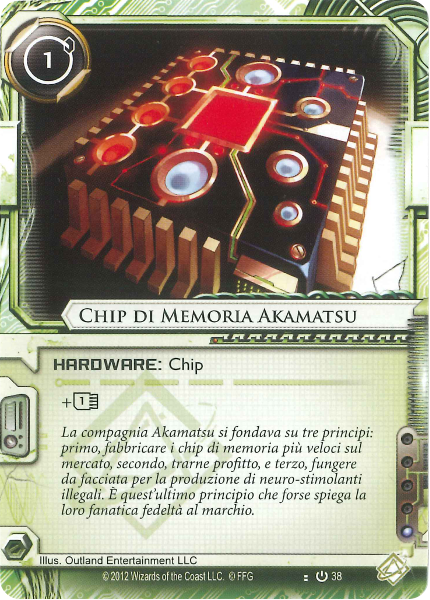 1
CHIP DI MEMORIA AKAMATSU
HARDWARE: Chip
+1
La compagnia Akamatsu si fondava su tre principi:
primo, fabbricare i chip di memoria più veloci sul
mercato, secondo, trarne profitto, e terzo, fungere
da facciata per la produzione di neuro-stimolanti
illegali. È quest'ultimo principio che forse spiega la
loro fanatica fedeltà al marchio.
Illus. Outland Entertainment LLC
© 2012 Wizards of the Coast LLC. © FFG
38